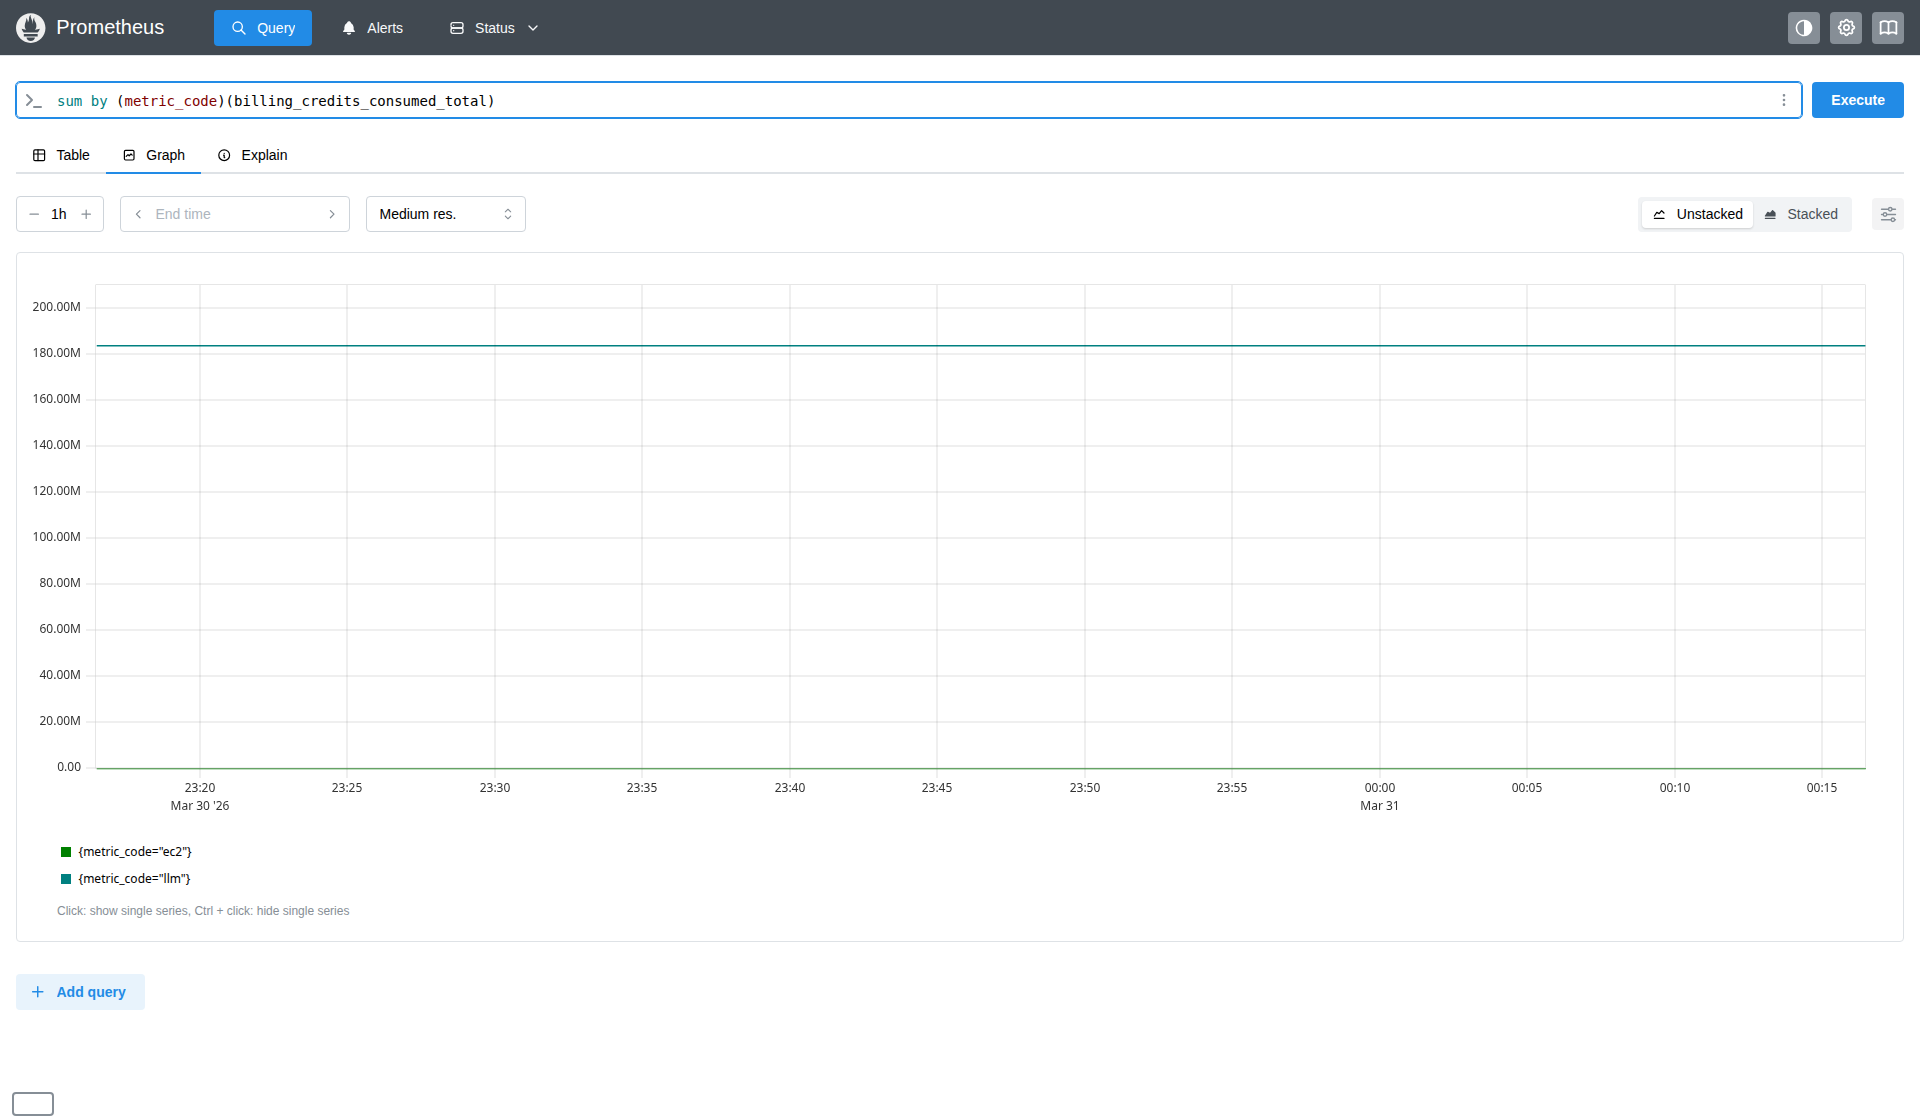 Prometheus
Query
Alerts
Status
sum by (metric_code)(billing_credits_consumed_total)
Execute
Table
Graph
Explain
1h
End time
Medium res.
Unstacked
Stacked
200.00M
180.00M
160.00M
140.00M
120.00M
100.00M
80.00M
60.00M
40.00M
20.00M
0.00
23:20 23:25 23:30 23:35 23:40 23:45 23:50 23:55 00:00 00:05 00:10 00:15
Mar 30 '26 Mar 31
{metric_code="ec2"}
{metric_code="llm"}
Click: show single series, Ctrl + click: hide single series
Add query